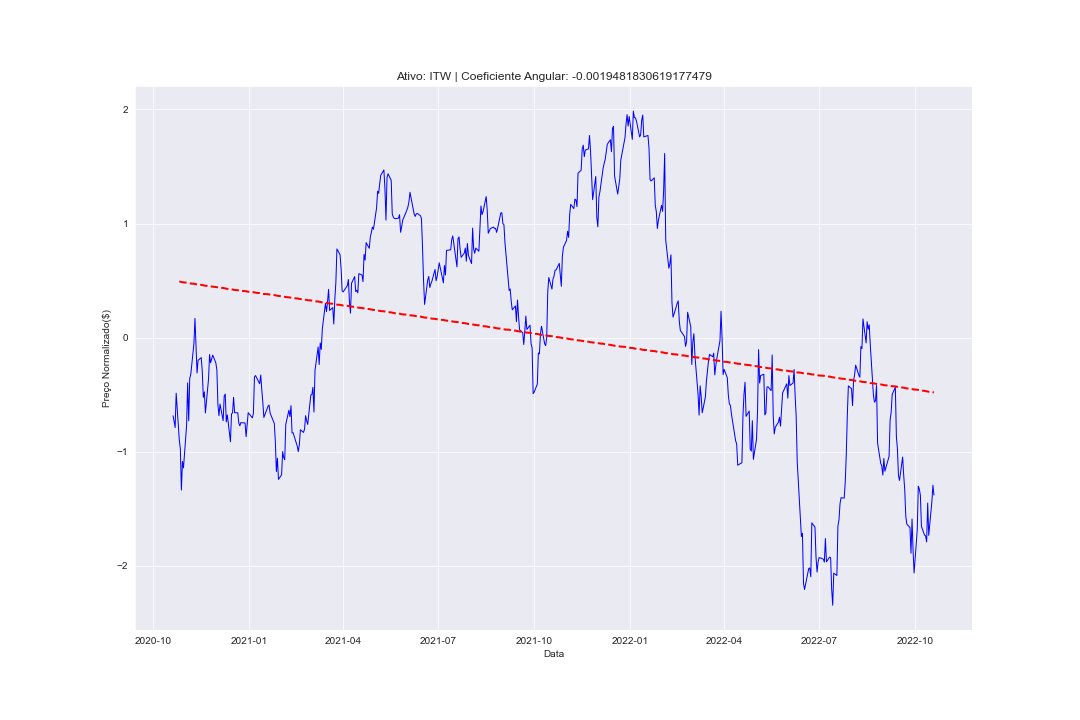 Ativo: ITW | Coeficiente Angular: -0.0019481830619177479
Preço Normalizado($)
2
1
0
−1
−2
2020-10 2021-01 2021-04 2021-07 2021-10 2022-01 2022-04 2022-07 2022-10
Data